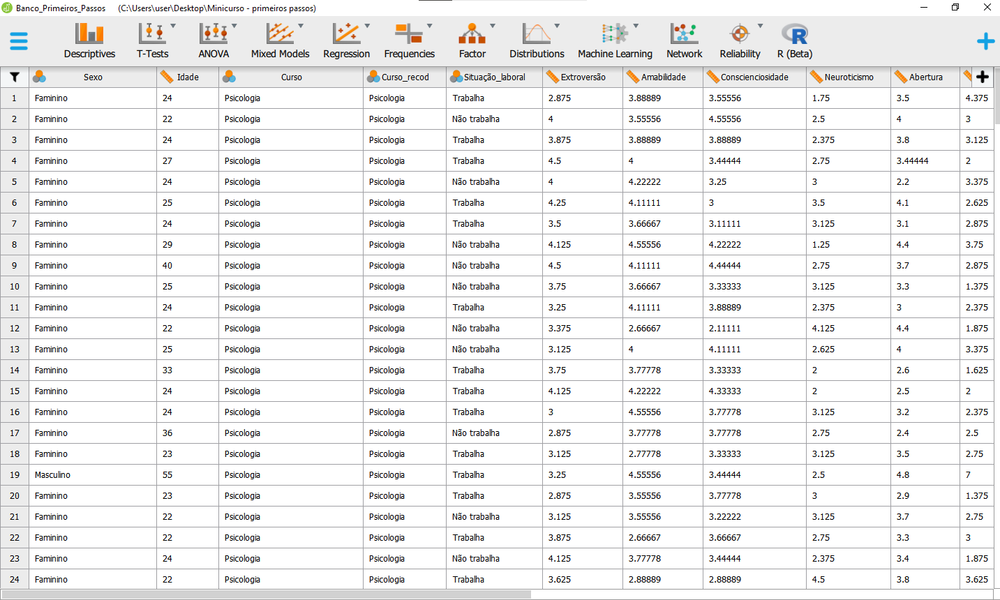 Banco_Primeiros_Passos (C:\Users\user\Desktop\Minicurso - primeiros passos)
Descriptives T-Tests ANOVA Mixed Models Regression Frequencies Factor Distributions Machine Learning Network Reliability R (Beta)
Sexo Idade Curso Curso_recod Situação_laboral Extroversão Amabilidade Conscienciosidade Neuroticismo Abertura
1 Faminino 24 Psicologia Psicologia Trabalha 2.875 3.88889 3.55556 1.75 3.5 4.375
2 Faminino 22 Psicologia Psicologia Não trabalha 4 3.55556 4.55556 2.5 4 3
3 Faminino 24 Psicologia Psicologia Trabalha 3.875 3.88889 3.88889 2.375 3.8 3.125
4 Faminino 27 Psicologia Psicologia Trabalha 4.5 4 3.44444 2.75 3.44444 2
5 Faminino 24 Psicologia Psicologia Não trabalha 4 4.22222 3.25 3 2.2 3.375
6 Faminino 25 Psicologia Psicologia Trabalha 4.25 4.11111 3 3.5 4.1 2.625
7 Faminino 24 Psicologia Psicologia Trabalha 3.5 3.66667 3.11111 3.125 3.1 2.875
8 Faminino 29 Psicologia Psicologia Não trabalha 4.125 4.55556 4.22222 1.25 4.4 3.75
9 Faminino 40 Psicologia Psicologia Não trabalha 4.5 4.11111 4.44444 2.75 3.7 2.875
10 Faminino 25 Psicologia Psicologia Não trabalha 3.75 3.66667 3.33333 3.125 3.3 1.375
11 Faminino 24 Psicologia Psicologia Trabalha 3.25 4.11111 3.88889 2.375 3 2.375
12 Faminino 22 Psicologia Psicologia Não trabalha 3.375 2.66667 2.11111 4.125 4.4 1.875
13 Faminino 25 Psicologia Psicologia Não trabalha 3.125 4 4.11111 2.625 4 3.375
14 Faminino 33 Psicologia Psicologia Trabalha 3.75 3.77778 3.33333 2 2.6 1.625
15 Faminino 24 Psicologia Psicologia Trabalha 4.125 4.22222 4.33333 2 2.5 2
16 Faminino 24 Psicologia Psicologia Trabalha 3 4.55556 3.77778 3.125 3.2 2.375
17 Faminino 36 Psicologia Psicologia Não trabalha 2.875 3.77778 3.77778 2.75 2.4 2.5
18 Faminino 23 Psicologia Psicologia Trabalha 3.125 2.77778 3.33333 3.125 3.5 2.75
19 Masculino 55 Psicologia Psicologia Trabalha 3.25 4.55556 3.44444 2.5 4.8 7
20 Faminino 23 Psicologia Psicologia Trabalha 2.875 3.55556 3.77778 3 2.9 1.375
21 Faminino 22 Psicologia Psicologia Não trabalha 3.125 3.55556 3.22222 3.125 3.7 2.75
22 Faminino 22 Psicologia Psicologia Trabalha 3.875 2.66667 3.66667 2.75 3.3 3
23 Faminino 24 Psicologia Psicologia Não trabalha 4.125 3.77778 3.44444 2.375 3.4 1.875
24 Faminino 22 Psicologia Psicologia Trabalha 3.625 2.88889 2.88889 4.5 3.8 3.625